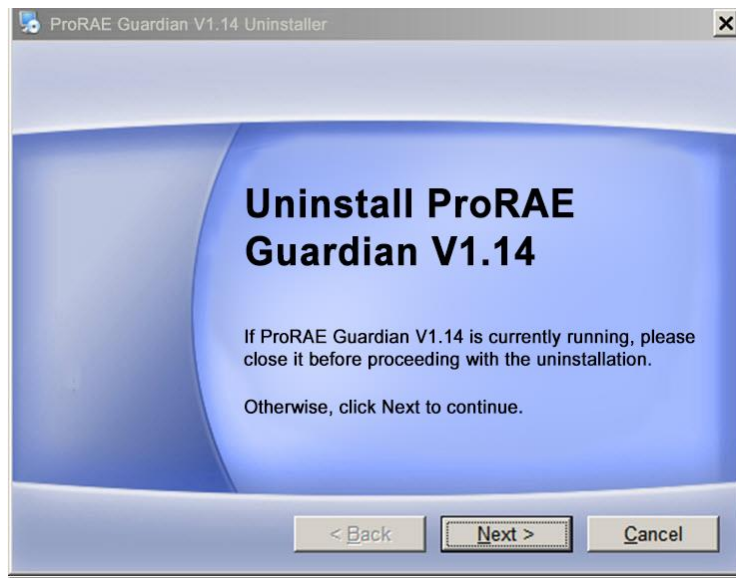 ProRAE Guardian V1.14 Uninstaller
Uninstall ProRAE
Guardian V1.14
If ProRAE Guardian V1.14 is currently running, please
close it before proceeding with the uninstallation.
Otherwise, click Next to continue.
< Back
Next >
Cancel